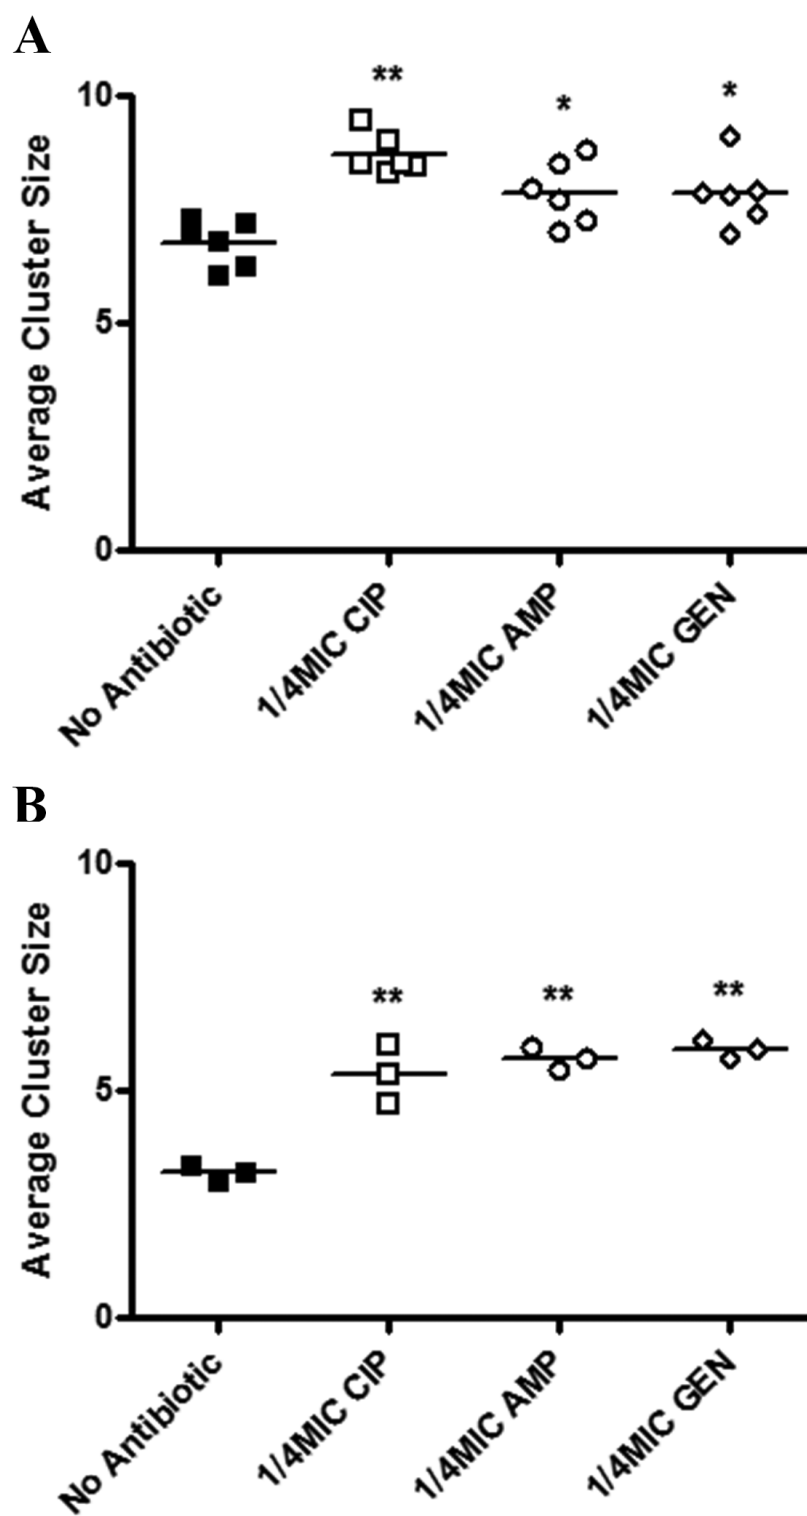 A
**
*
*
10
5
0
Average Cluster Size
No Antibiotic
1/4MIC CIP
1/4MIC AMP
1/4MIC GEN
B
10
**
**
**
5
0
Average Cluster Size
No Antibiotic
1/4MIC CIP
1/4MIC AMP
1/4MIC GEN